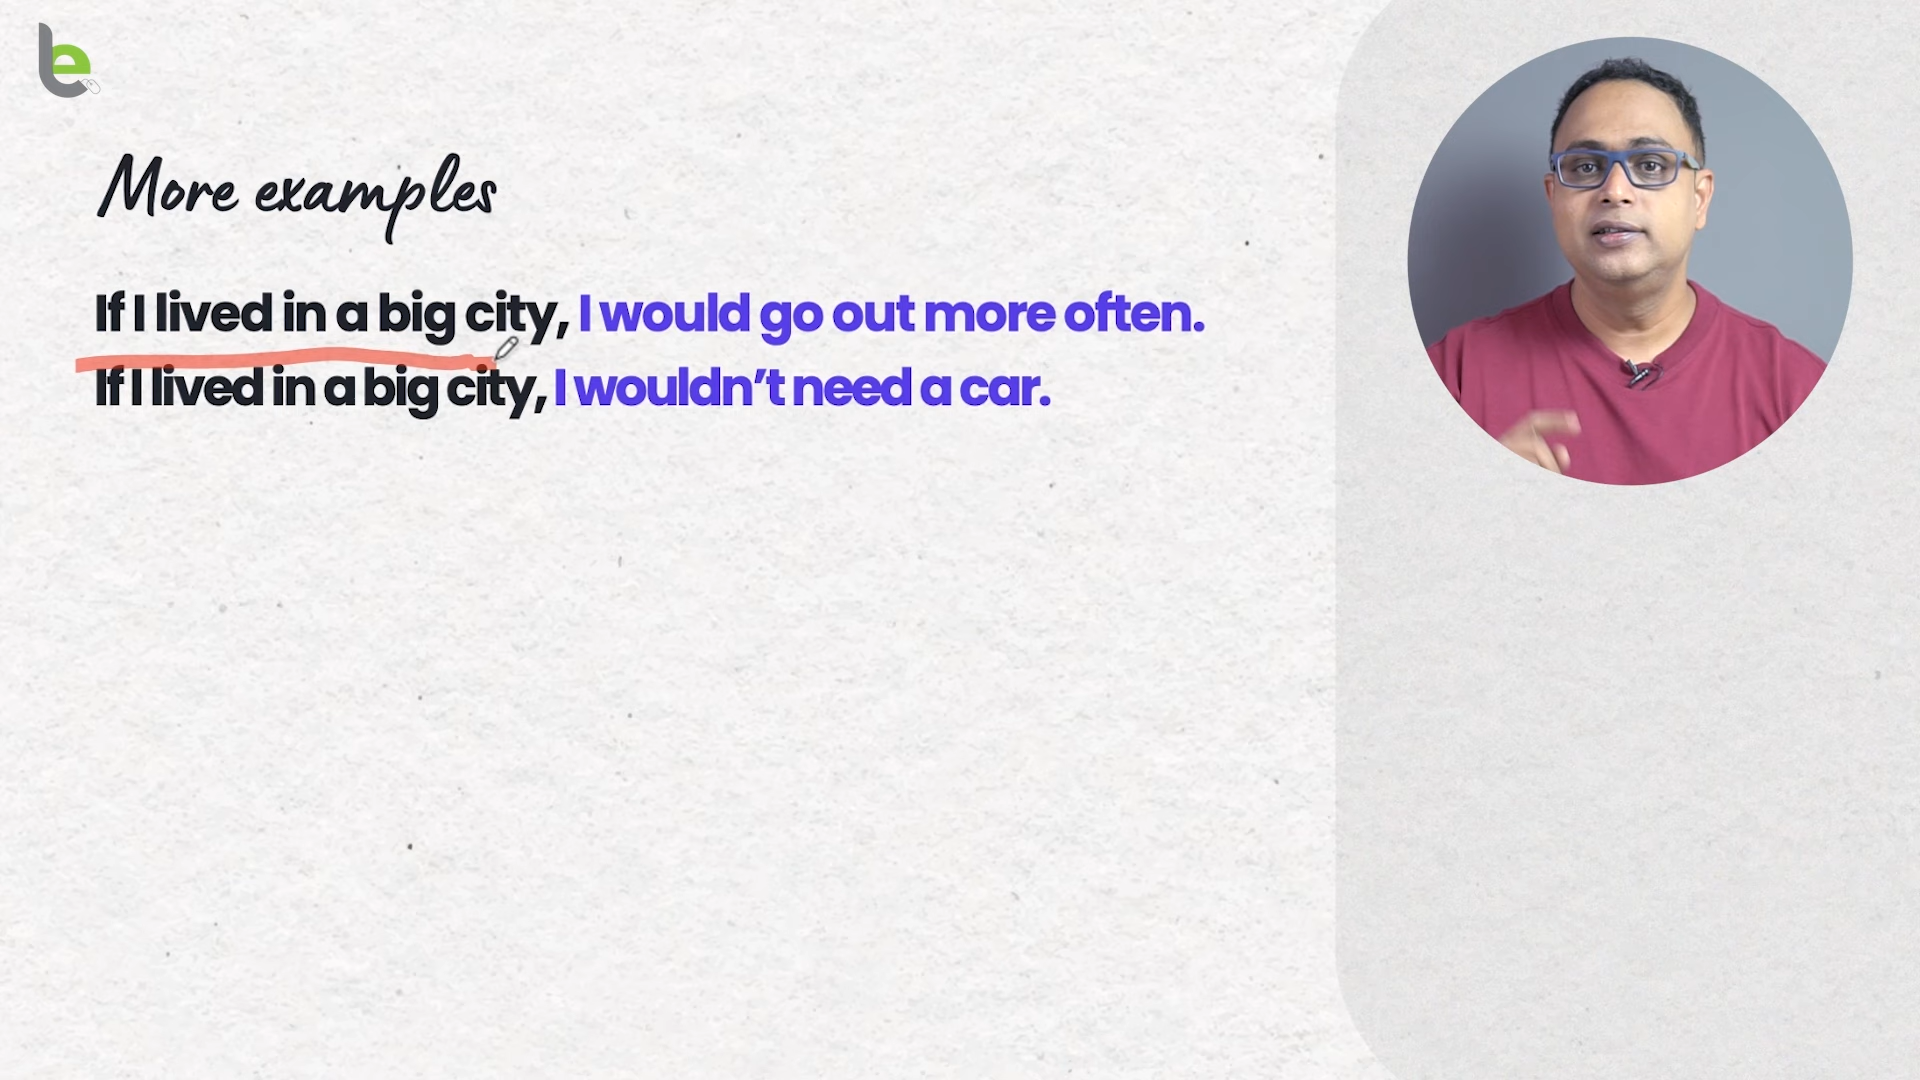 More examples
If I lived in a big city, I would go out more often.
If I lived in a big city, I wouldn’t need a car.